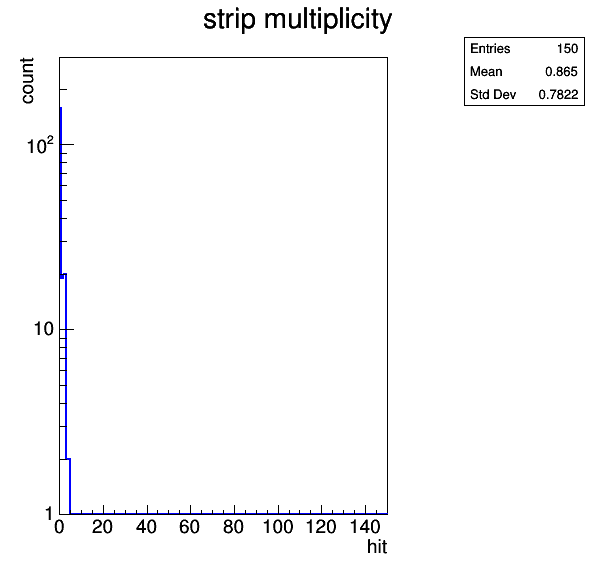 strip multiplicity
Entries 150
Mean 0.865
Std Dev 0.7822
count
10²
10
1
0 20 40 60 80 100 120 140
hit